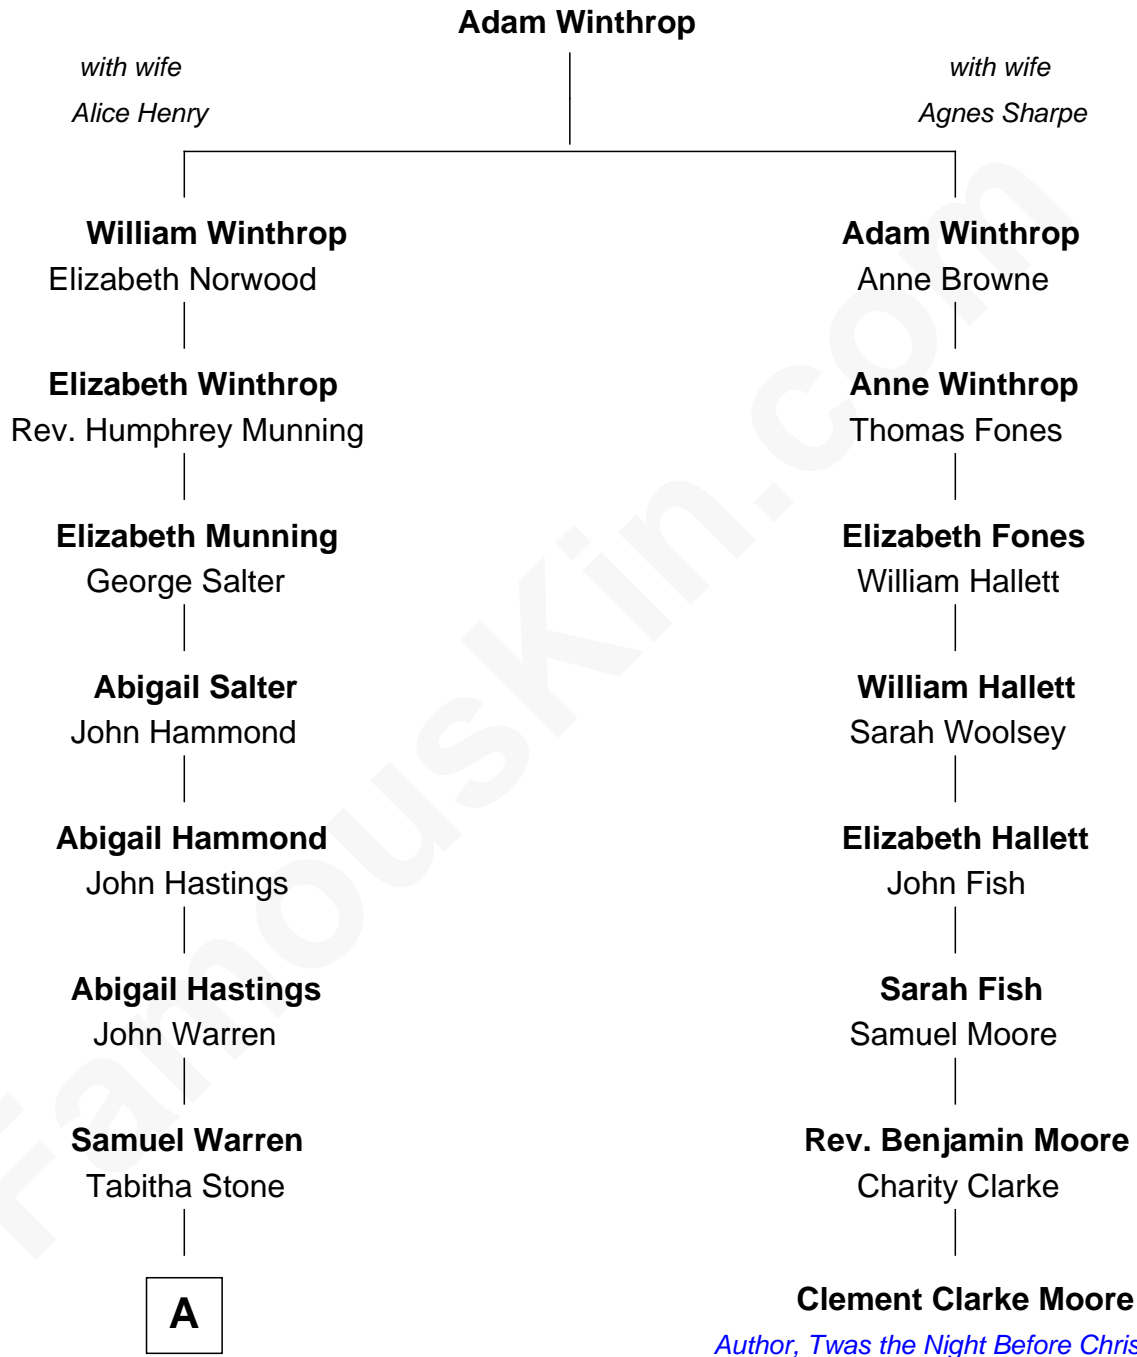 Adam Winthrop
with wife
Alice Henry
with wife
Agnes Sharpe
William Winthrop
Elizabeth Norwood
Elizabeth Winthrop
Rev. Humphrey Munning
Elizabeth Munning
George Salter
Abigail Salter
John Hammond
Abigail Hammond
John Hastings
Abigail Hastings
John Warren
Samuel Warren
Tabitha Stone
A
Adam Winthrop
Anne Browne
Anne Winthrop
Thomas Fones
Elizabeth Fones
William Hallett
William Hallett
Sarah Woolsey
Elizabeth Hallett
John Fish
Sarah Fish
Samuel Moore
Rev. Benjamin Moore
Charity Clarke
Clement Clarke Moore
Author, Twas the Night Before Chris
FamousKin.com